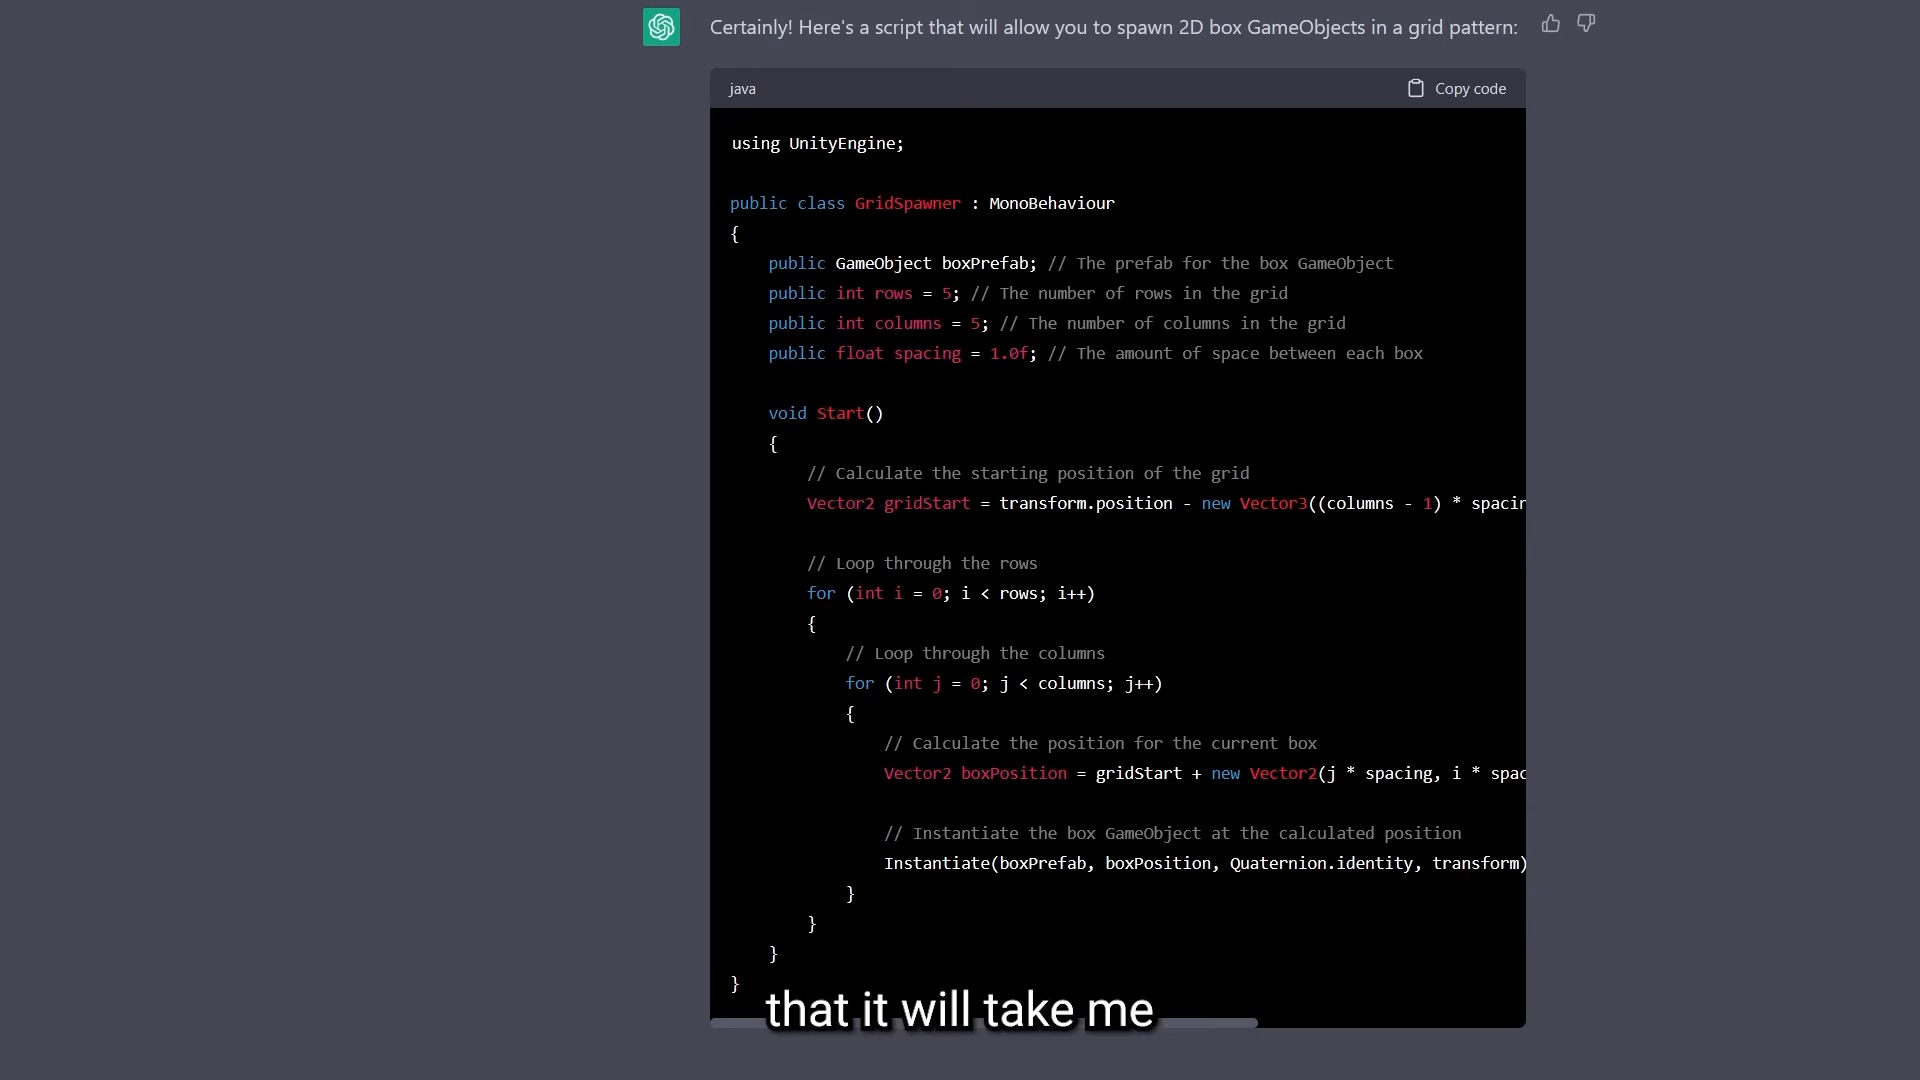 Certainly! Here's a script that will allow you to spawn 2D box GameObjects in a grid pattern:
java
Copy code
using UnityEngine;
public class GridSpawner : MonoBehaviour
{
public GameObject boxPrefab; // The prefab for the box GameObject
public int rows = 5; // The number of rows in the grid
public int columns = 5; // The number of columns in the grid
public float spacing = 1.0f; // The amount of space between each box
void Start()
{
// Calculate the starting position of the grid
Vector2 gridStart = transform.position - new Vector3((columns - 1) * spacin
// Loop through the rows
for (int i = 0; i < rows; i++)
{
// Loop through the columns
for (int j = 0; j < columns; j++)
{
// Calculate the position for the current box
Vector2 boxPosition = gridStart + new Vector2(j * spacing, i * spac
// Instantiate the box GameObject at the calculated position
Instantiate(boxPrefab, boxPosition, Quaternion.identity, transform)
}
}
}
}
that it will take me